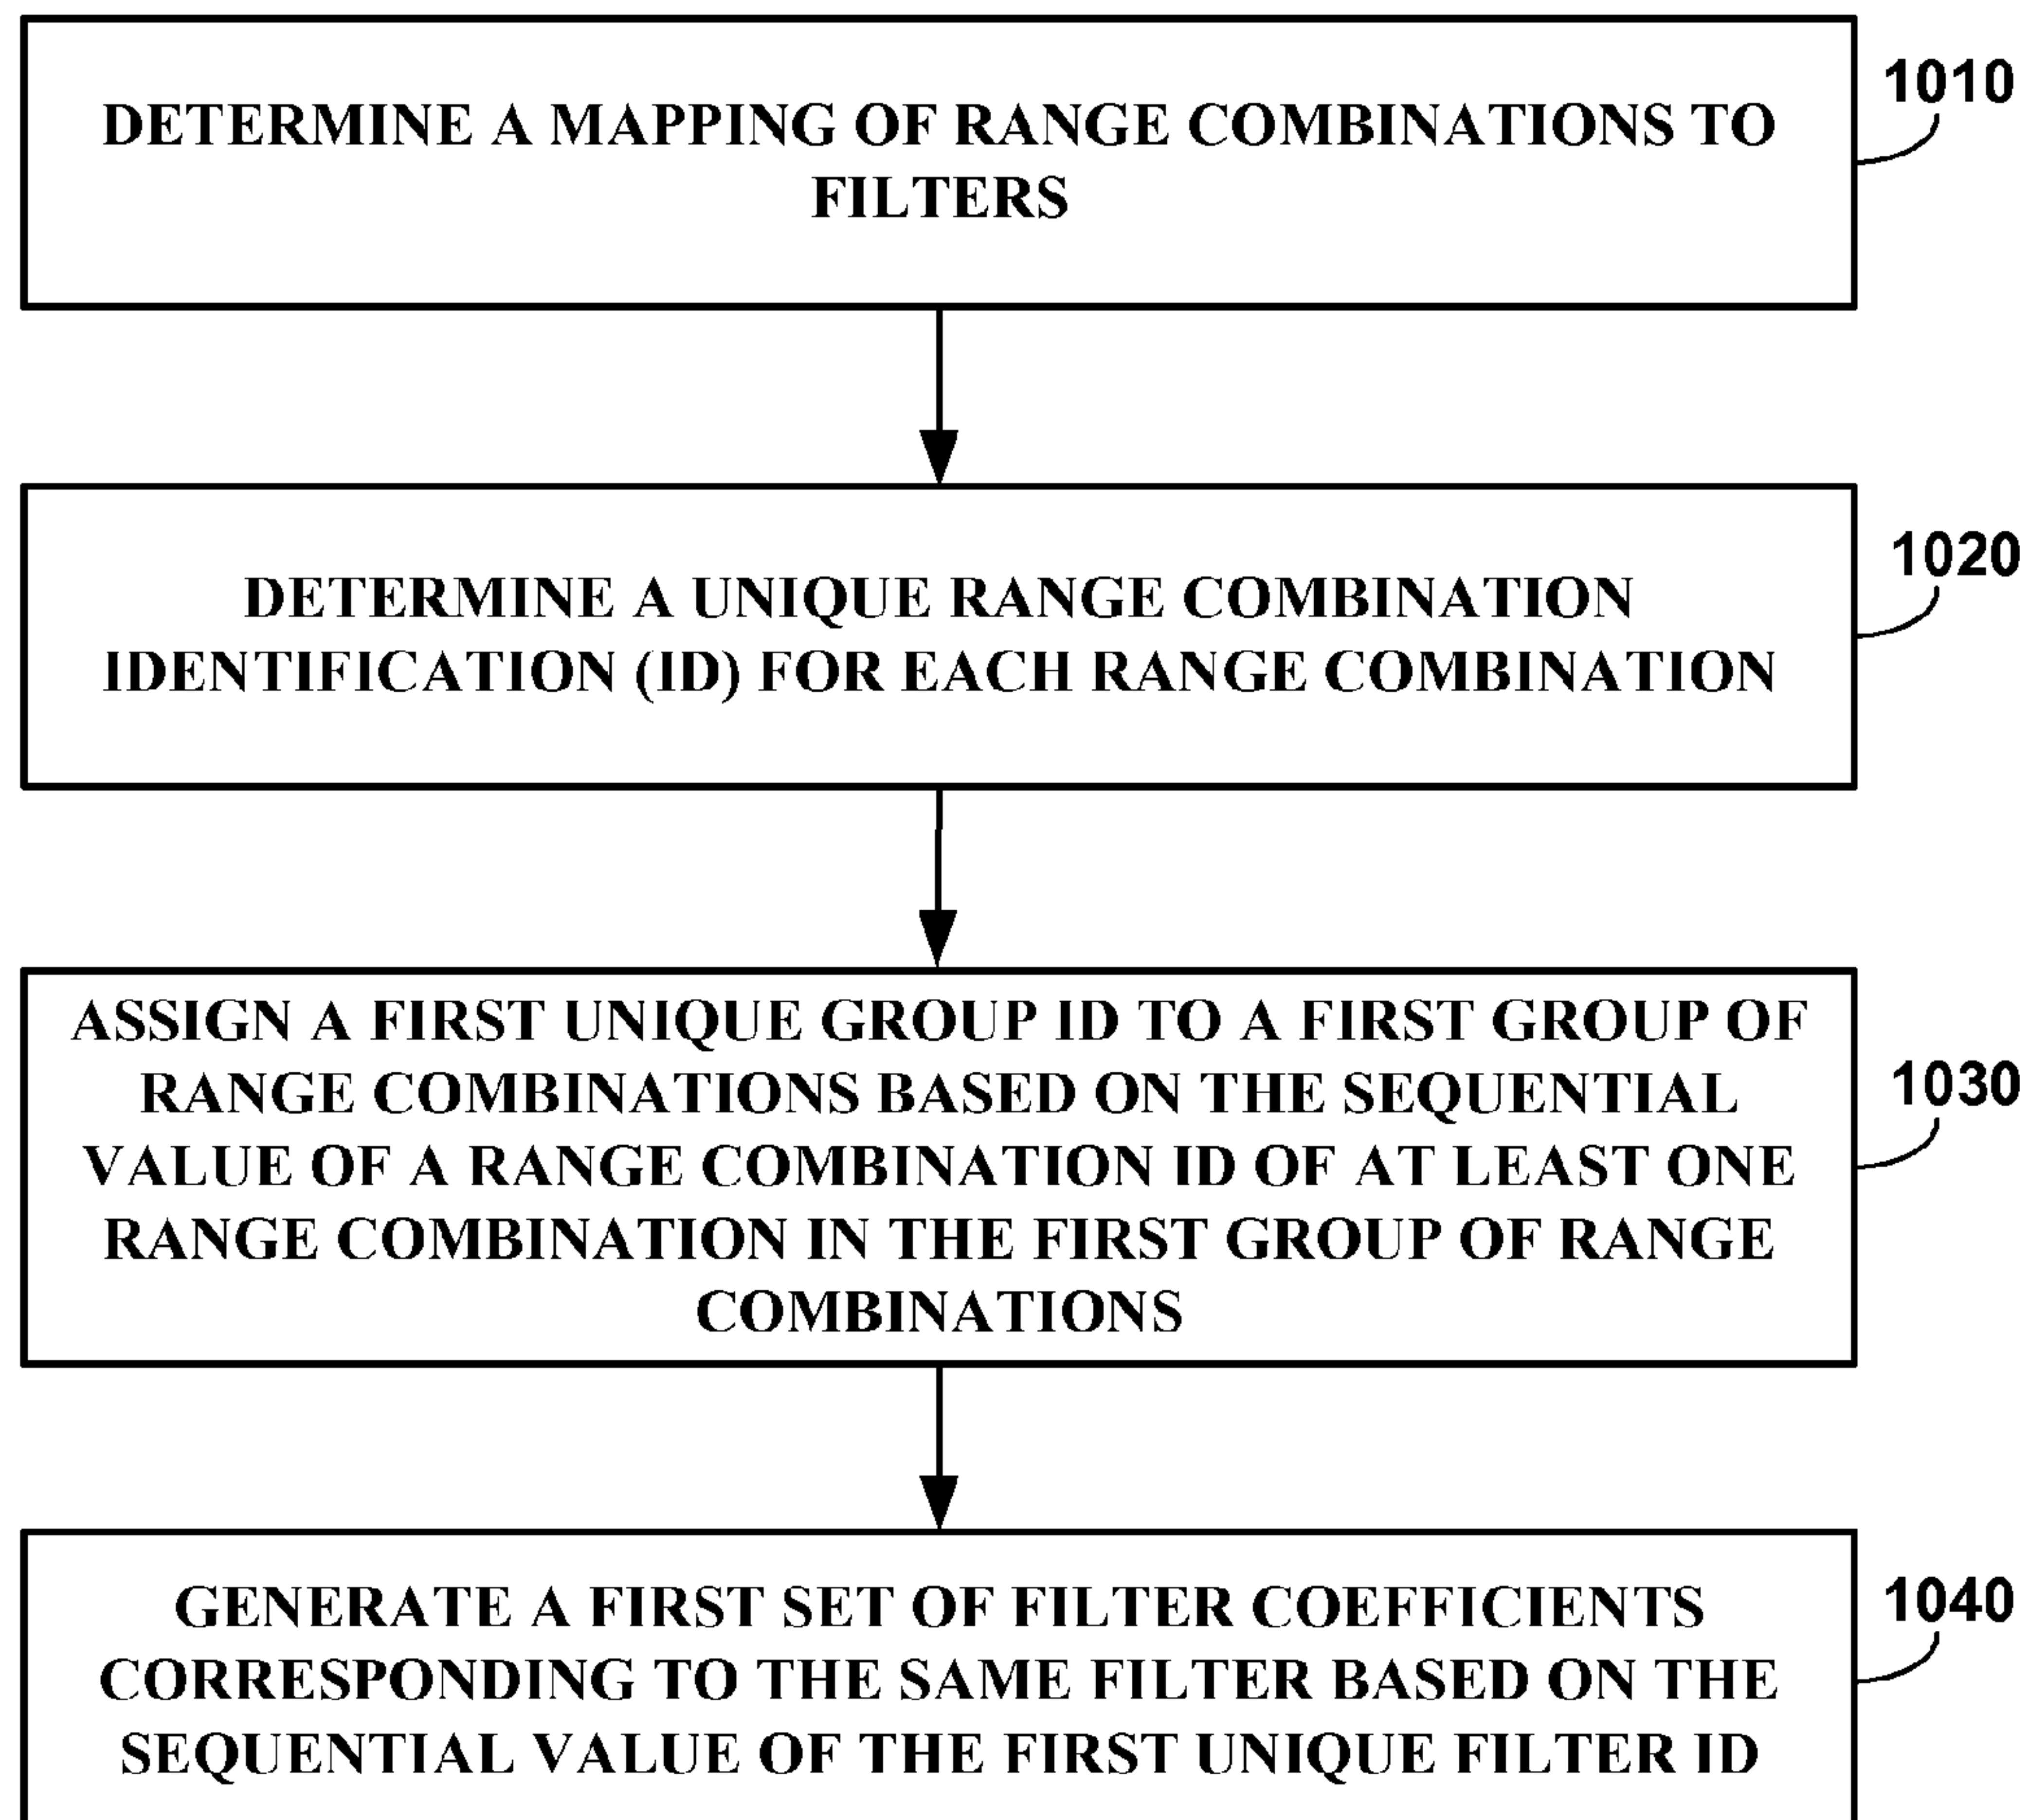 DETERMINE A MAPPING OF RANGE COMBINATIONS TO
FILTERS
1010
DETERMINE A UNIQUE RANGE COMBINATION
IDENTIFICATION (ID) FOR EACH RANGE COMBINATION
1020
ASSIGN A FIRST UNIQUE GROUP ID TO A FIRST GROUP OF
RANGE COMBINATIONS BASED ON THE SEQUENTIAL
VALUE OF A RANGE COMBINATION ID OF AT LEAST ONE
RANGE COMBINATION IN THE FIRST GROUP OF RANGE
COMBINATIONS
1030
GENERATE A FIRST SET OF FILTER COEFFICIENTS
CORRESPONDING TO THE SAME FILTER BASED ON THE
SEQUENTIAL VALUE OF THE FIRST UNIQUE FILTER ID
1040